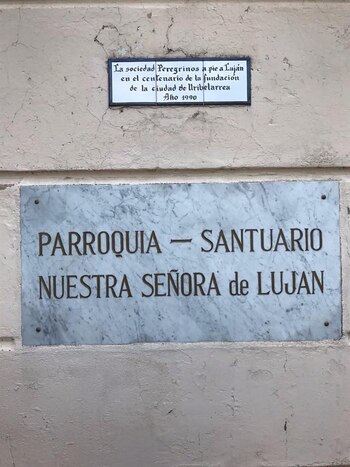 La sociedad Peregrinos a pie a Luján
en el centenario de la fundación
de la ciudad de Uribelarrea
Año 1990
PARROQUIA — SANTUARIO
NUESTRA SEÑORA de LUJAN